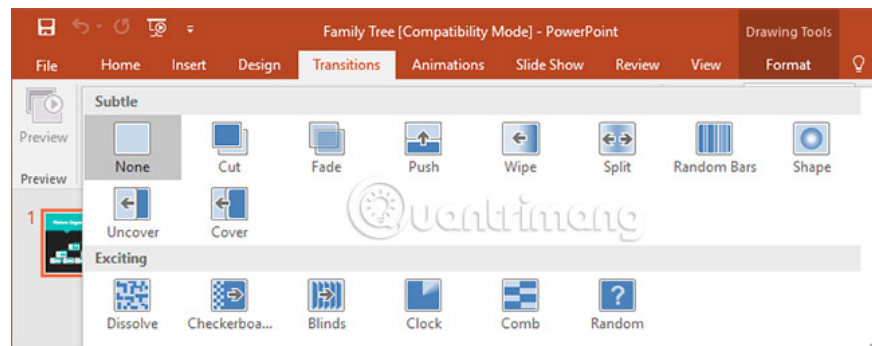 Family Tree [Compatibility Mode] - PowerPoint
Drawing Tools
File Home Insert Design Transitions Animations Slide Show Review View Format
Subtle
Preview
None Cut Fade Push Wipe Split Random Bars Shape
Preview
1
Uncover Cover
Quantrimang
Exciting
Dissolve Checkerboa... Blinds Clock Comb Random